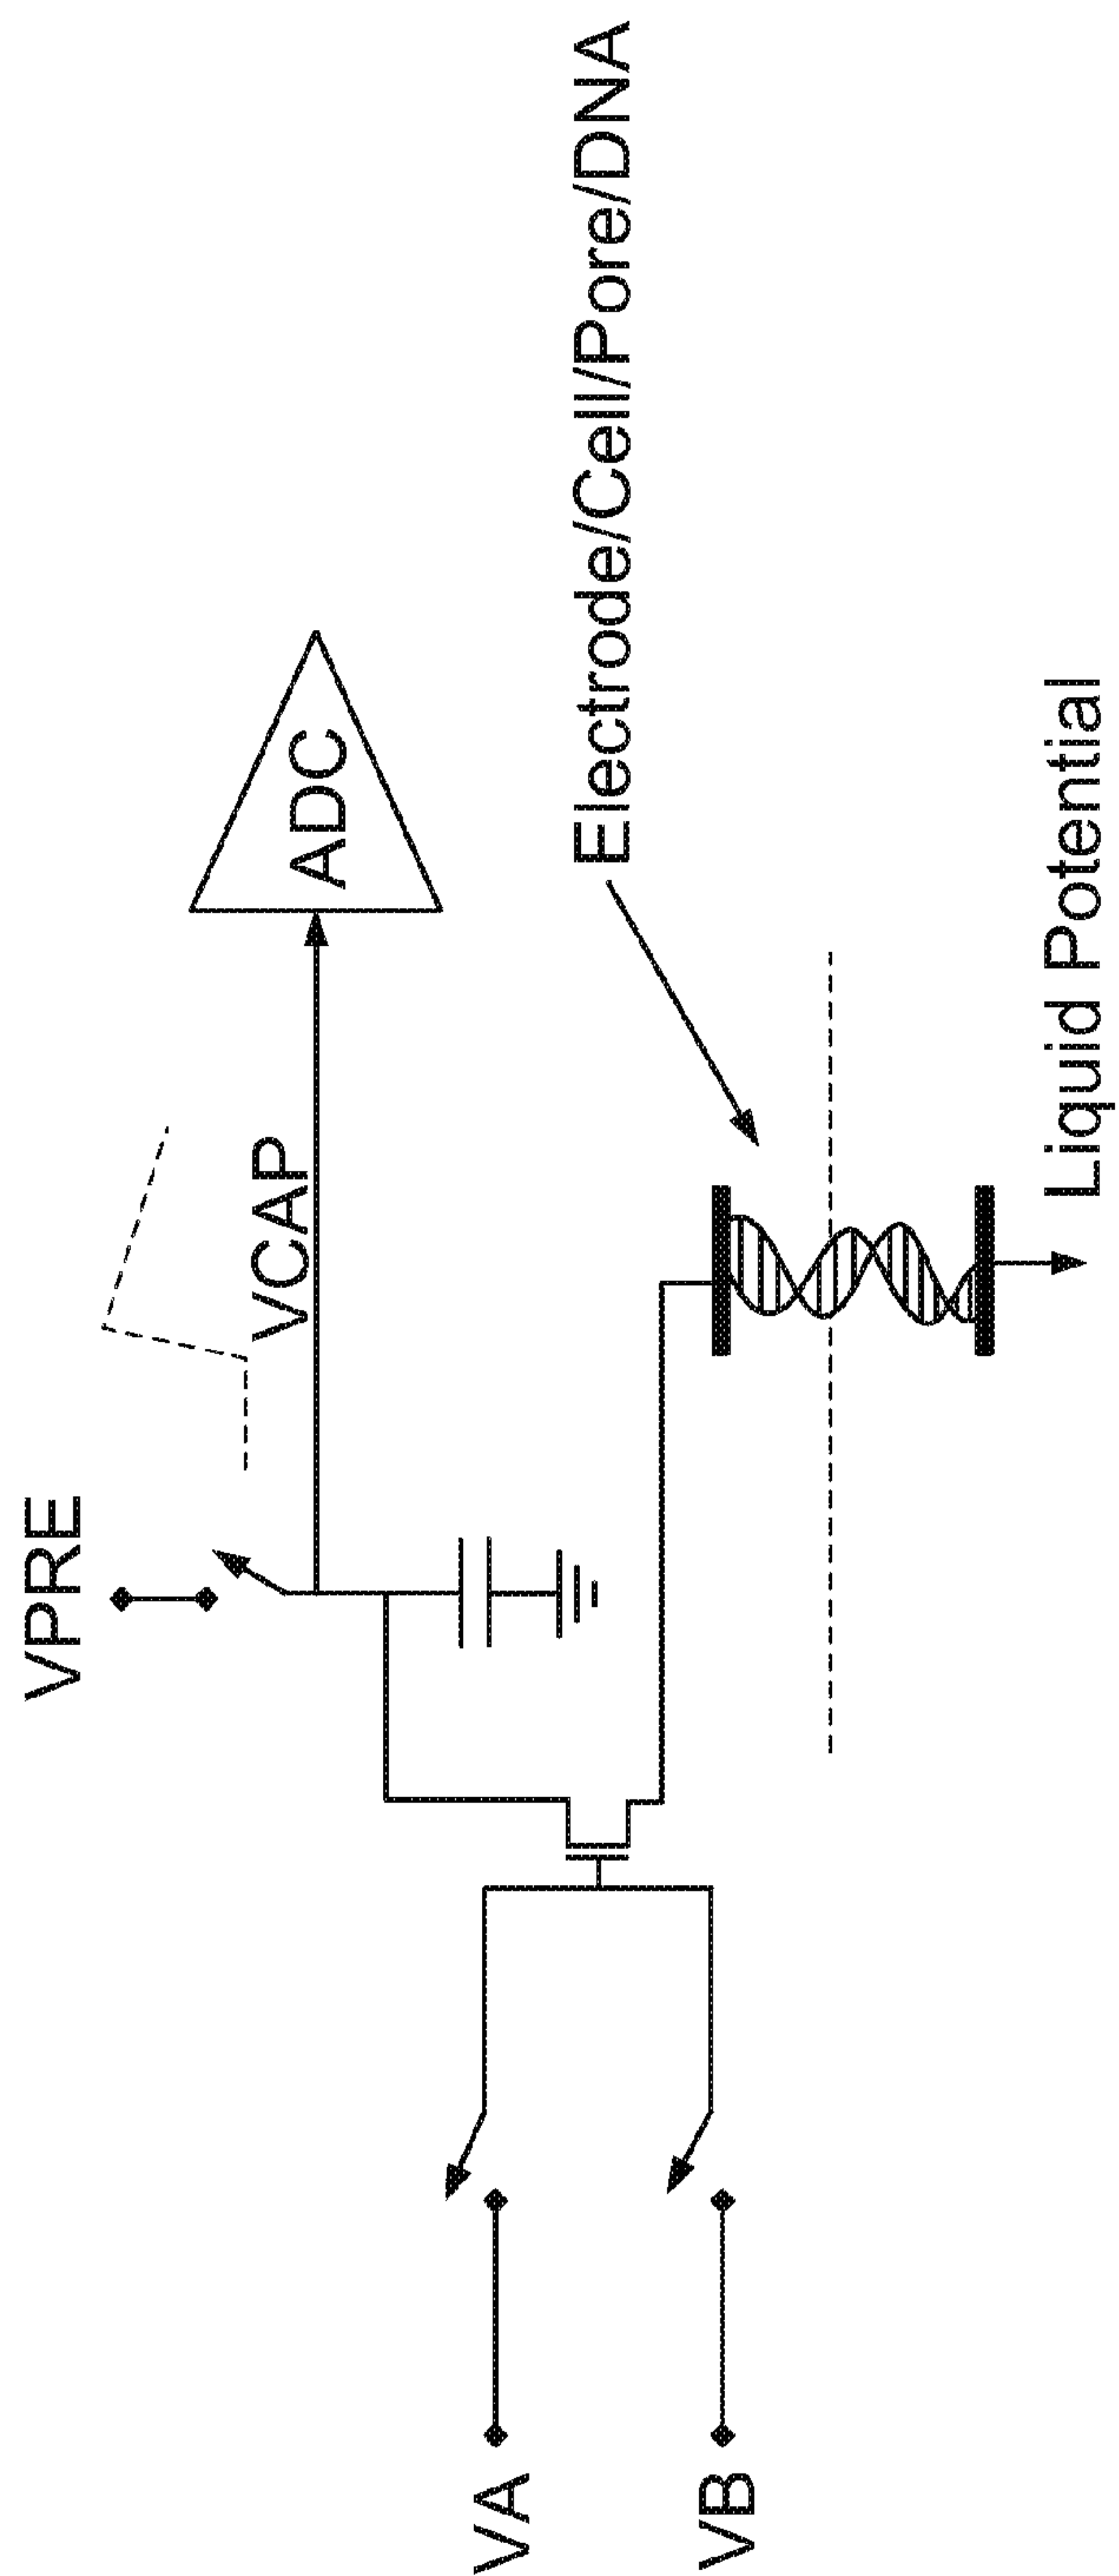 VPRE
VCAP
ADC
VA
VB
Electrode/Cell/Pore/DNA
Liquid Potential